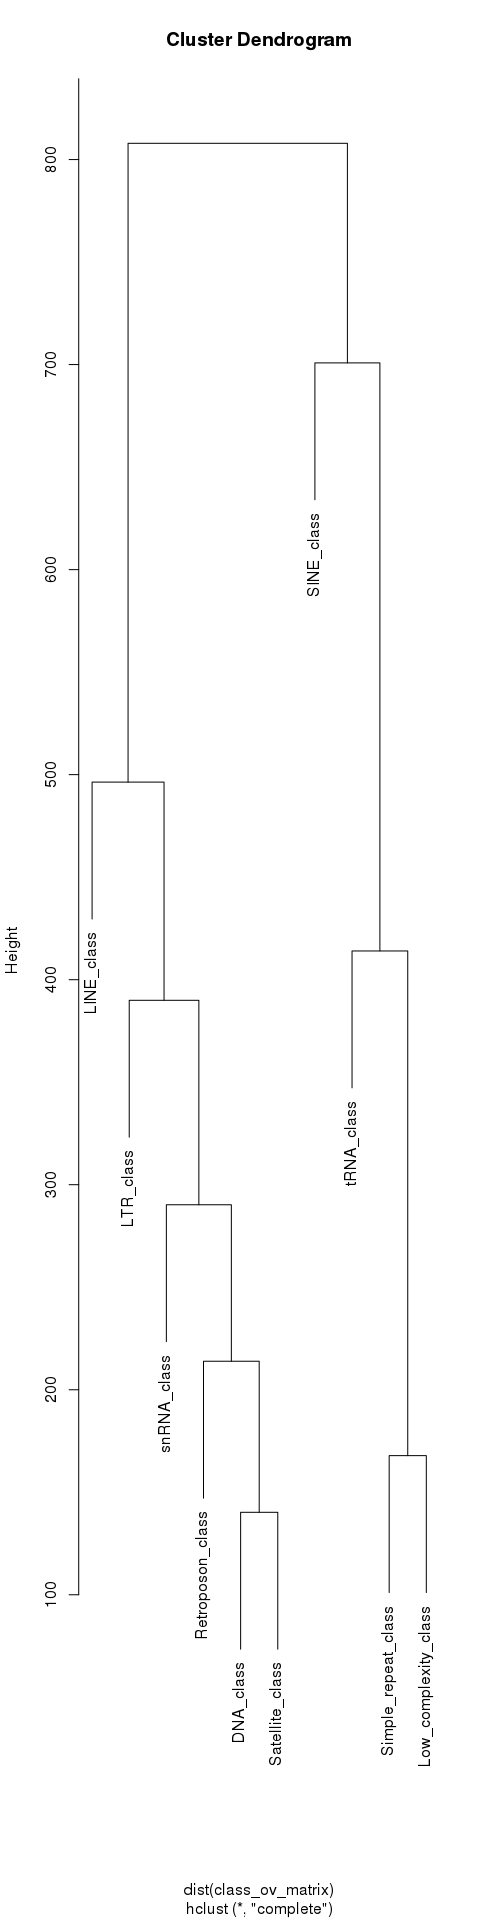 Cluster Dendrogram
Height
800
700
600
500
400
300
200
100
SINE_class
LINE_class
tRNA_class
LTR_class
snRNA_class
Retroposon_class
Simple_repeat_class
Low_complexity_class
DNA_class
Satellite_class
dist(class_ov_matrix)
hclust (*, "complete")